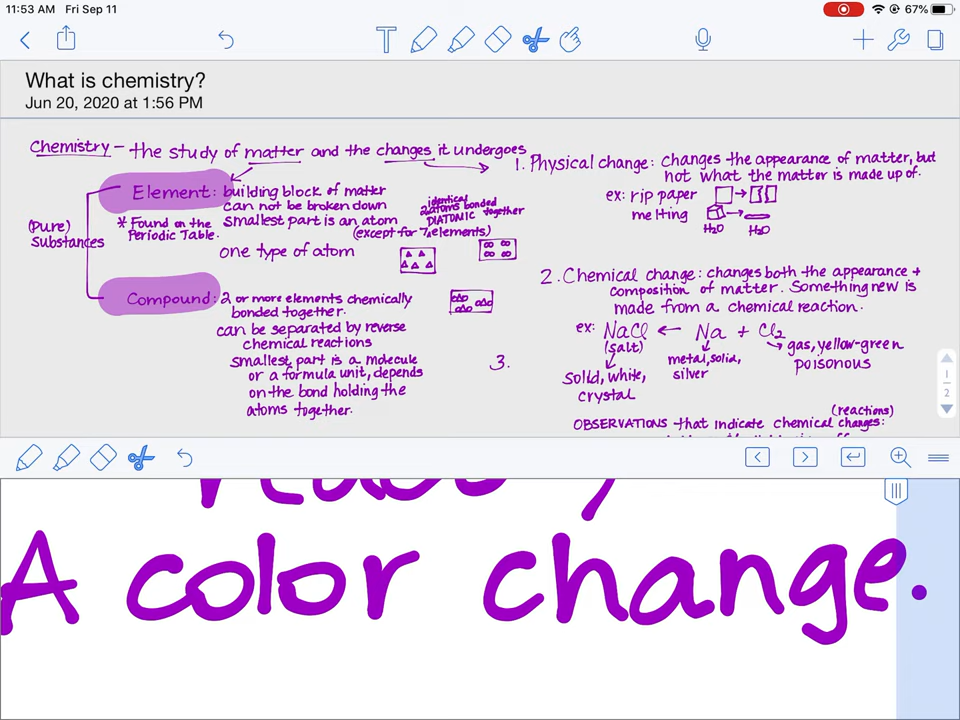 11:53 AM Fri Sep 11
67%
What is chemistry?
Jun 20, 2020 at 1:56 PM
Chemistry – the study of matter and the changes it undergoes
Element: building block of matter
can not be broken down
* Found on the smallest part is an atom
Periodic Table.
(except for 7 elements)
identical
2 atoms bonded
DIATONIC together
one type of atom
(Pure)
Substances
Compound: 2 or more elements chemically
bonded together.
can be separated by reverse
chemical reactions
smallest part is a molecule
or a formula unit, depends
on the bond holding the
atoms together.
1. Physical change: changes the appearance of matter, but
not what the matter is made up of.
ex: rip paper
melting
H2O H2O
2. Chemical change: changes both the appearance +
composition of matter. Something new is
made from a chemical reaction.
ex: NaCl ← Na + Cl2
(salt)
metal, solid,
silver
gas, yellow-green
poisonous
3.
solid, white,
crystal
(reactions)
OBSERVATIONS that indicate chemical changes:
1
2
A color change.